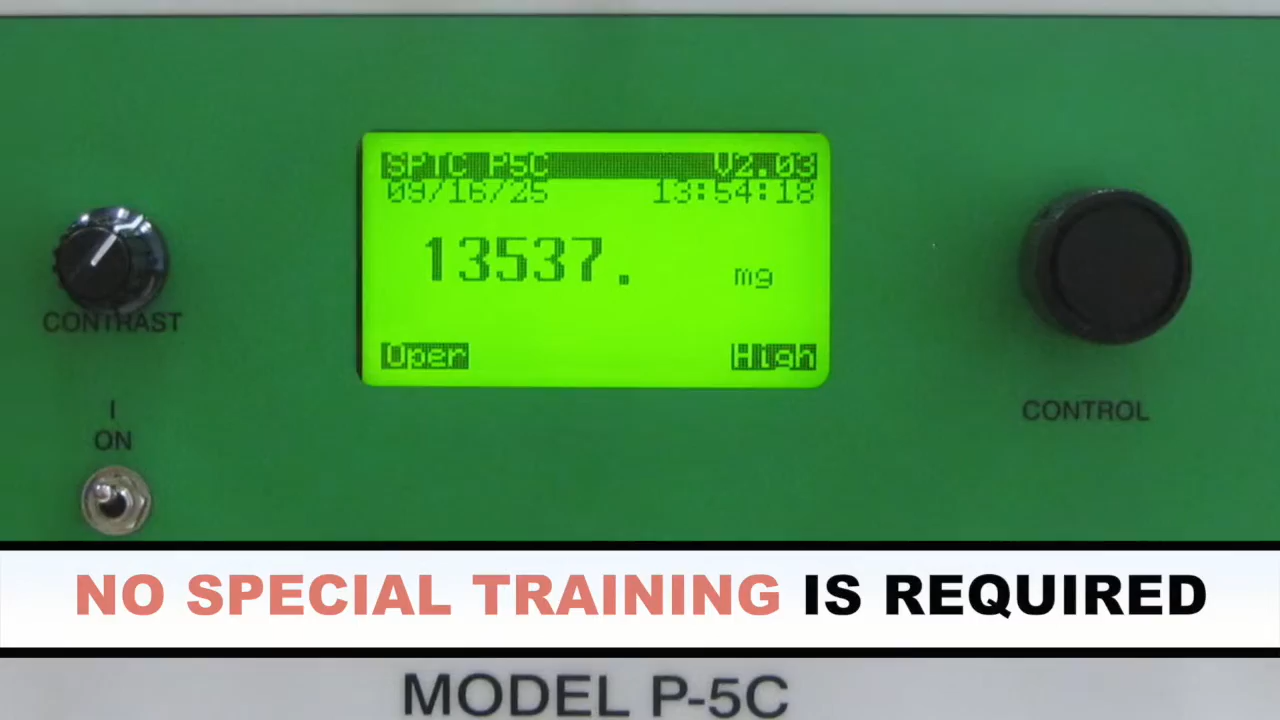 SPTC P5C V2.03
09/16/25 13:54:18
13537. mg
Oper High
CONTRAST
I
ON
CONTROL
NO SPECIAL TRAINING IS REQUIRED
MODEL P-5C